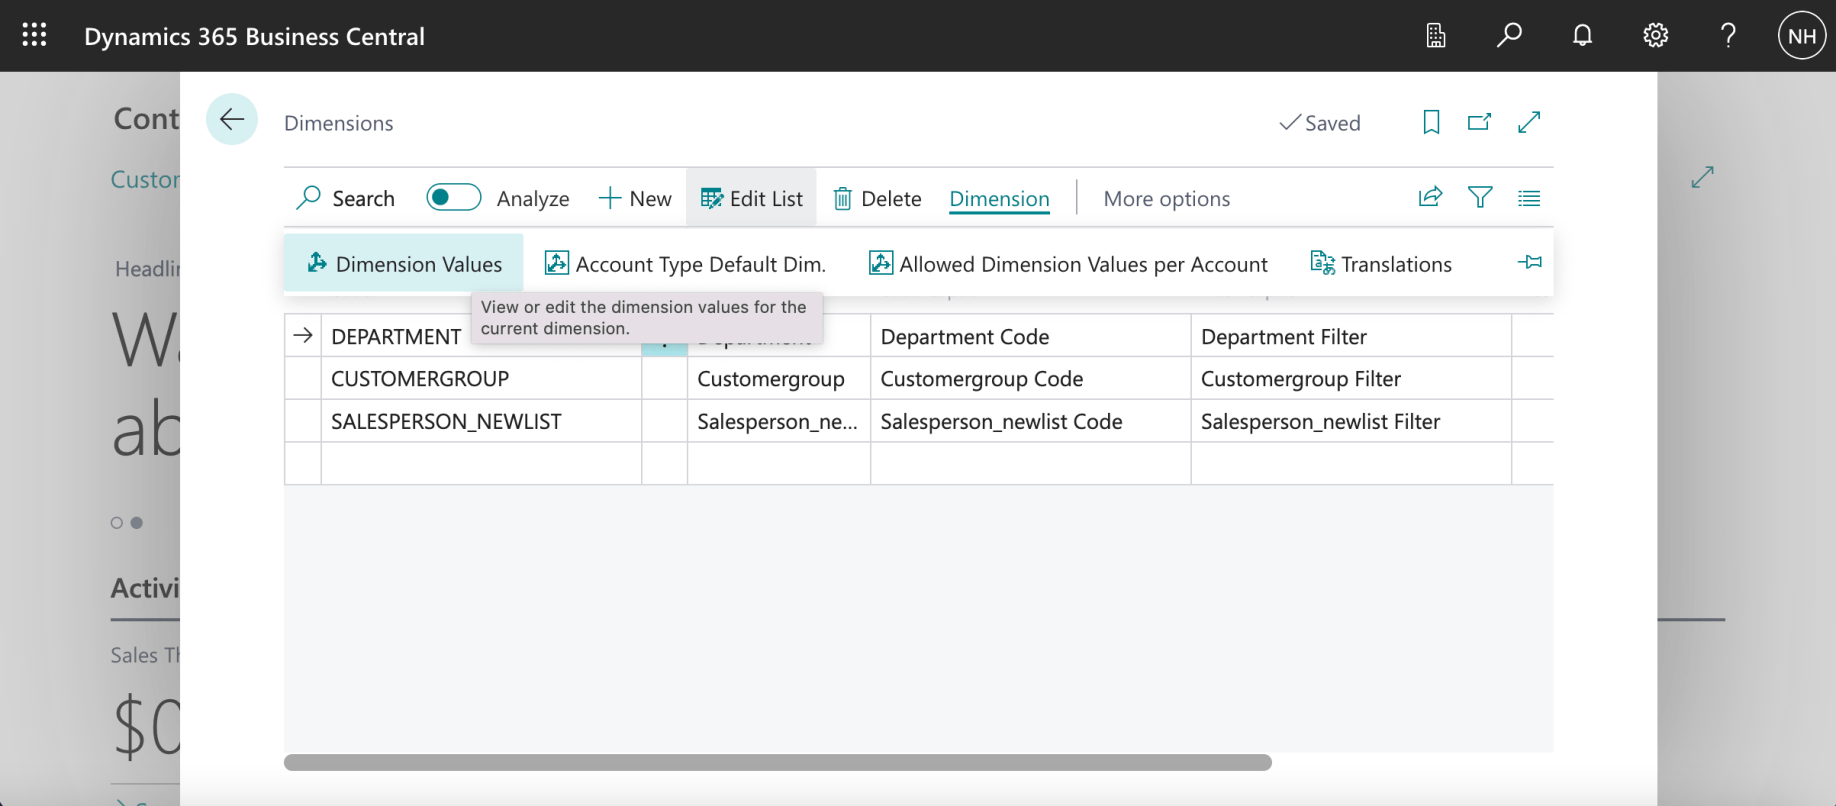 Dynamics 365 Business Central
NH
Cont
Dimensions
Saved
Custor
Search
Analyze
New
Edit List
Delete
Dimension
More options
Dimension Values
Account Type Default Dim.
Allowed Dimension Values per Account
Translations
Headlin
View or edit the dimension values for the
current dimension.
DEPARTMENT
Department
Department Code
Department Filter
CUSTOMERGROUP
Customergroup
Customergroup Code
Customergroup Filter
SALESPERSON_NEWLIST
Salesperson_ne...
Salesperson_newlist Code
Salesperson_newlist Filter
ab
Activi
Sales Th
$0